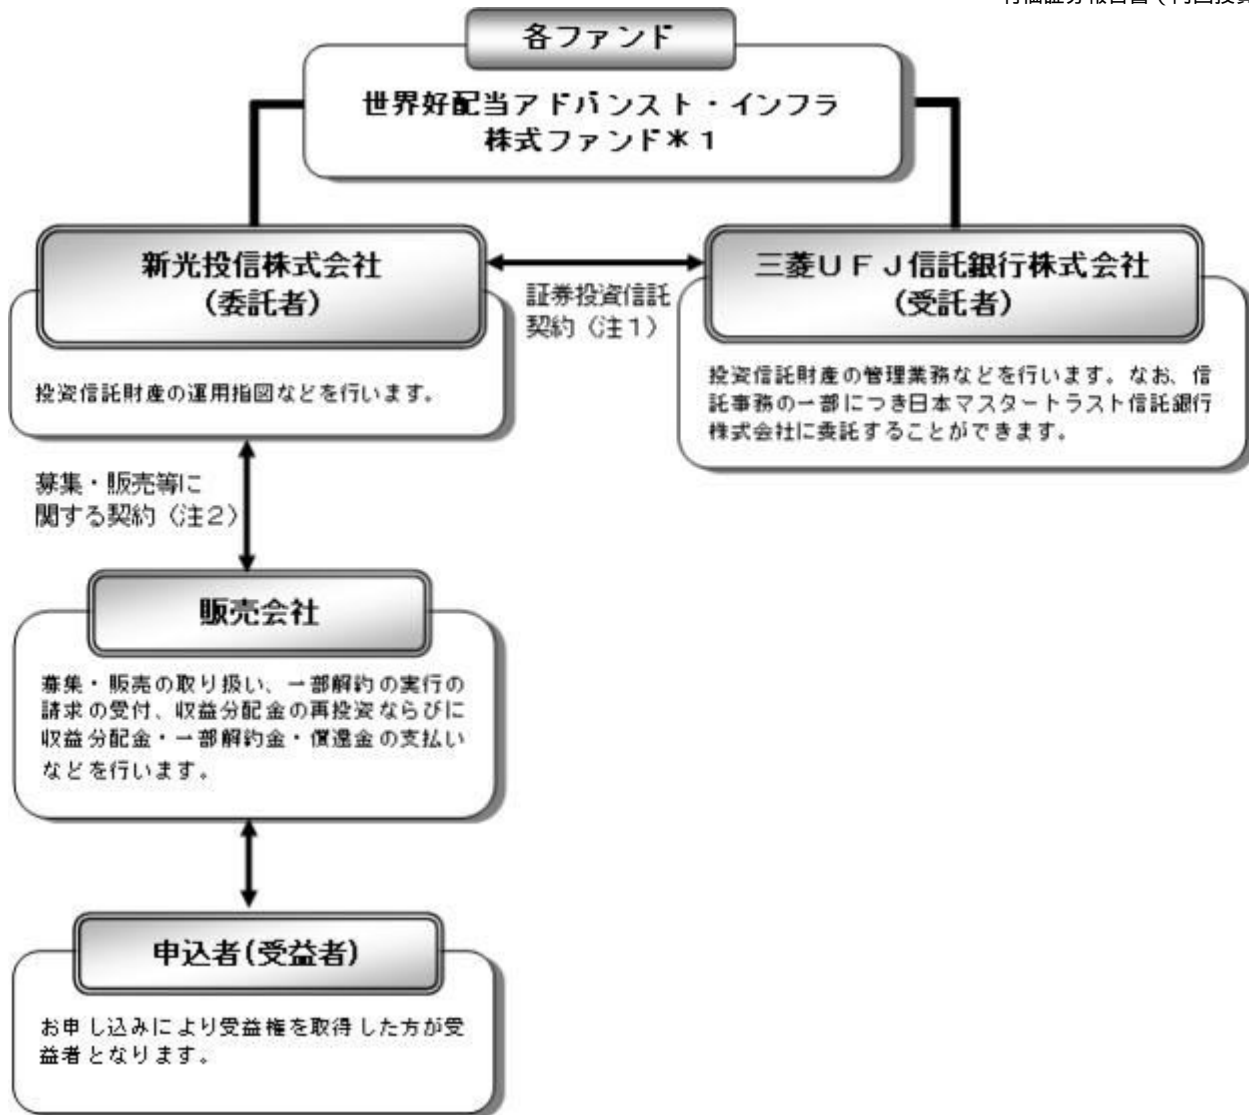 各ファンド
世界好配当アドバンスト・インフラ
株式ファンド＊１
新光投信株式会社
(委託者)
投資信託財産の運用指図などを行います。
証券投資信託
契約（注１）
三菱ＵＦＪ信託銀行株式会社
(受託者)
投資信託財産の管理業務などを行います。なお、信
託事務の一部につき日本マスタートラスト信託銀行
株式会社に委託することができます。
募集・販売等に
関する契約（注２）
販売会社
募集・販売の取り扱い、一部解約の実行の
請求の受付、収益分配金の再投資ならびに
収益分配金・一部解約金・償還金の支払い
などを行います。
申込者(受益者)
お申し込みにより受益権を取得した方が受
益者となります。